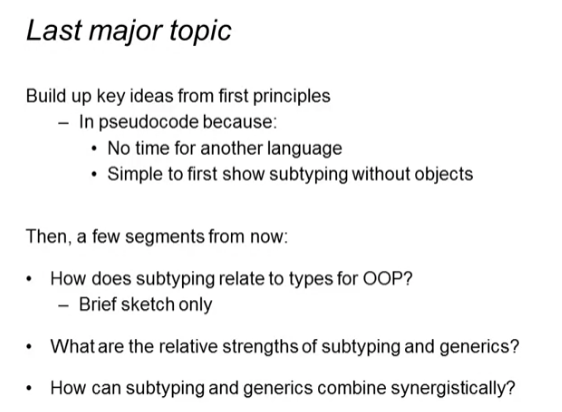 Last major topic
Build up key ideas from first principles
– In pseudocode because:
• No time for another language
• Simple to first show subtyping without objects
Then, a few segments from now:
• How does subtyping relate to types for OOP?
– Brief sketch only
• What are the relative strengths of subtyping and generics?
• How can subtyping and generics combine synergistically?